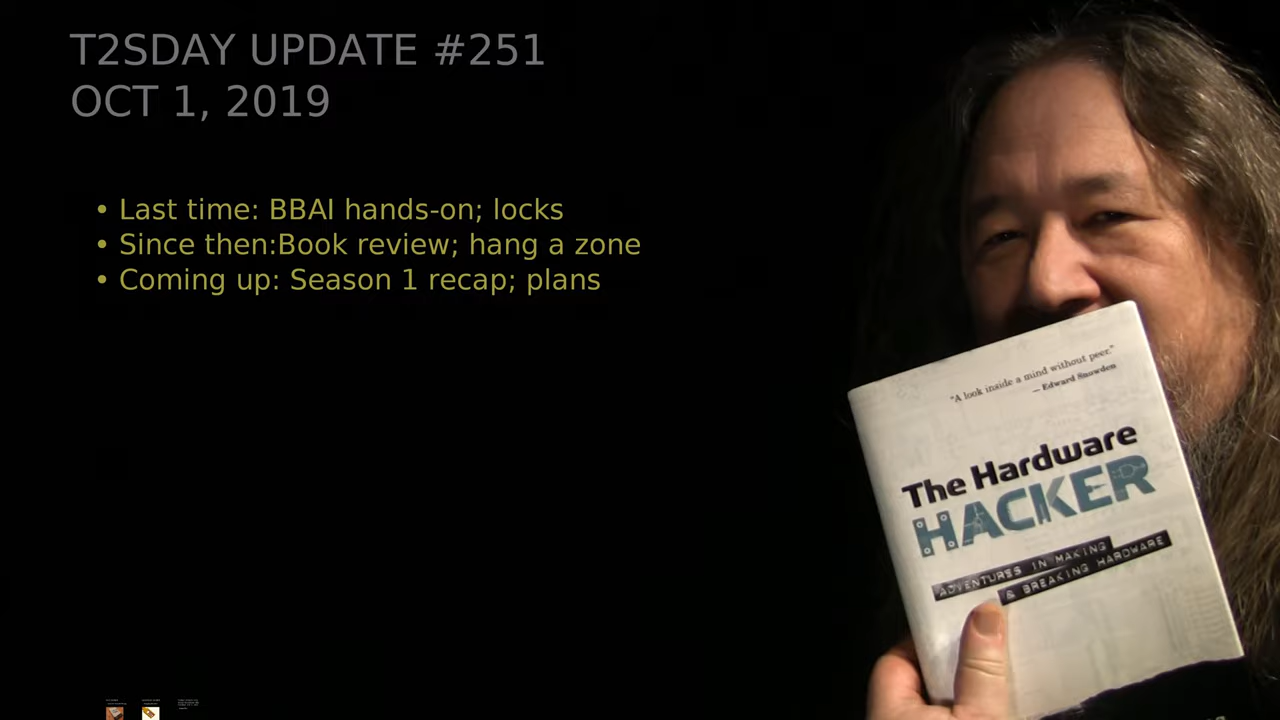 T2SDAY UPDATE #251
OCT 1, 2019
• Last time: BBAI hands-on; locks
• Since then:Book review; hang a zone
• Coming up: Season 1 recap; plans
"A look inside a mind without peer."
— Edward Snowden
The Hardware
HACKER
ADVENTURES IN MAKING
& BREAKING HARDWARE